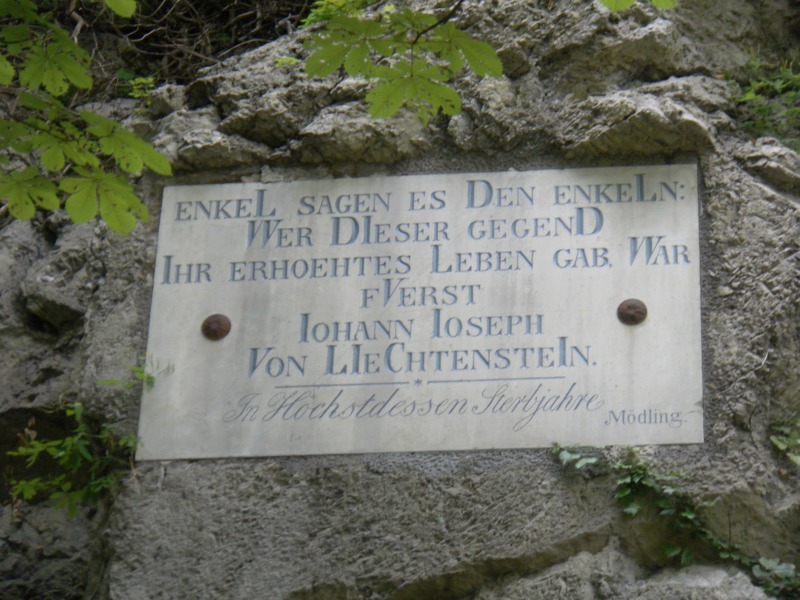 ENKEL SAGEN ES DEN ENKELN:
WER DIESER GEGEND
IHR ERHOEHTES LEBEN GAB, WAR
FVERST
IOHANN IOSEPH
VON LIECHTENSTEIN.
*
In Höchstdessen Sterbjahre
Mödling.